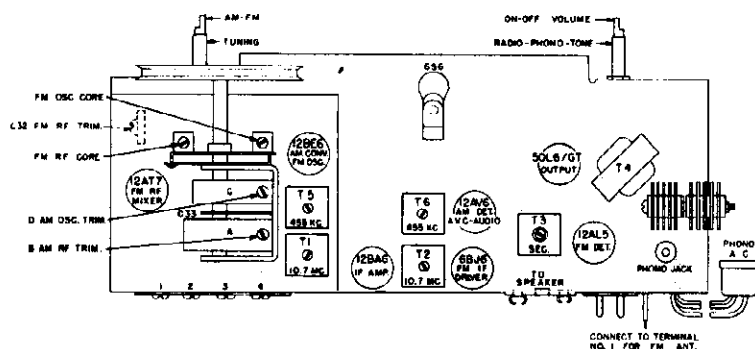 AM-FM
TUNING
ON-OFF VOLUME
RADIO-PHONO-TONE
656
FM OSC CORE
C32 FM RF TRIM.
FM RF CORE
12BE6
AM CONV.
FM OSC.
12AT7
FM RF
MIXER
D AM OSC. TRIM.
C
C33
B AM RF TRIM.
A
T5
455 KC.
T1
10.7 MC.
T6
455 KC.
12AV6
AM DET.
AVC-AUDIO
12BA6
IF AMP.
T2
10.7 MC.
6BJ6
FM IF
DRIVER
T3
SEC.
50L6/GT
OUTPUT
T4
12AL5
FM DET.
TO
SPEAKER
PHONO JACK
PHONO
A C
1 2 3 4
CONNECT TO TERMINAL
NO. 1 FOR FM ANT.